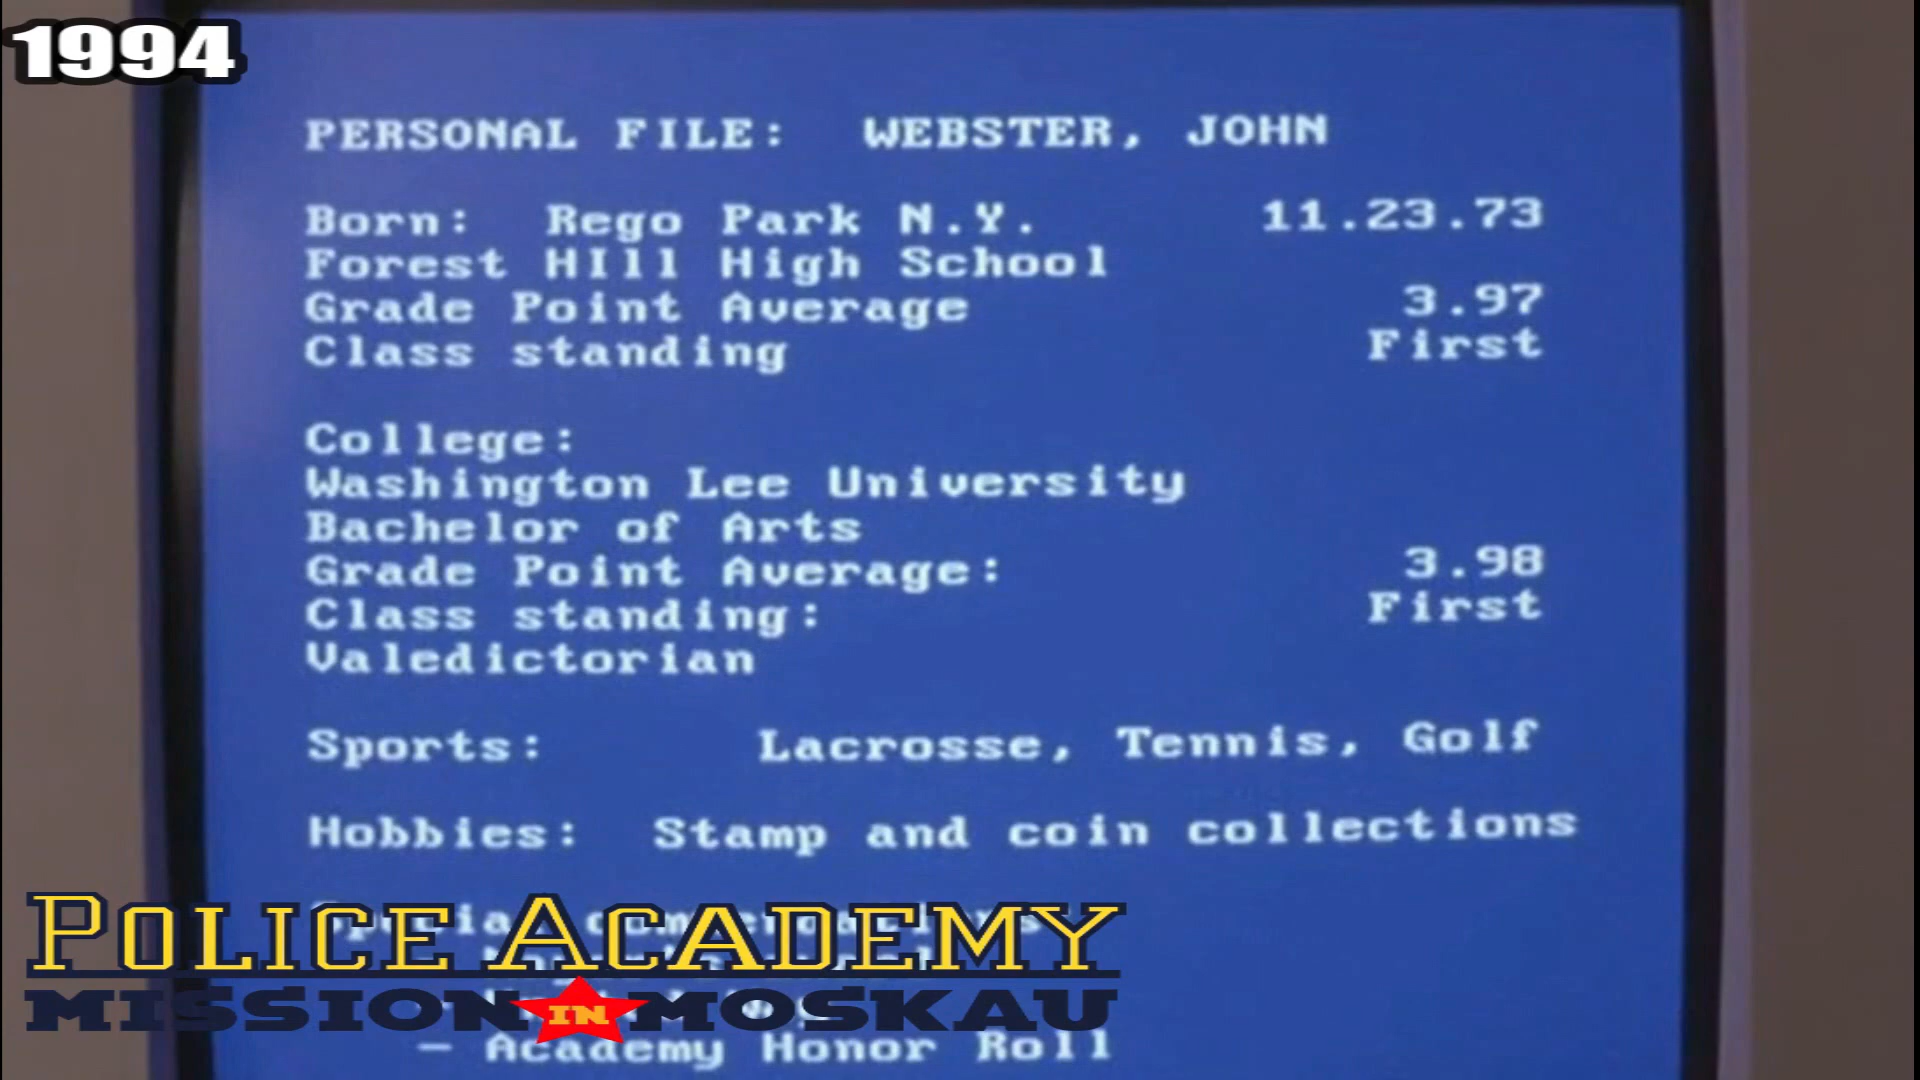 1994
PERSONAL FILE: WEBSTER, JOHN
Born: Rego Park N.Y. 11.23.73
Forest HIll High School
Grade Point Average 3.97
Class standing First
College:
Washington Lee University
Bachelor of Arts
Grade Point Average: 3.98
Class standing: First
Valedictorian
Sports: Lacrosse, Tennis, Golf
Hobbies: Stamp and coin collections
POLICE ACADEMY
MISSION IN MOSKAU
- Academy Honor Roll